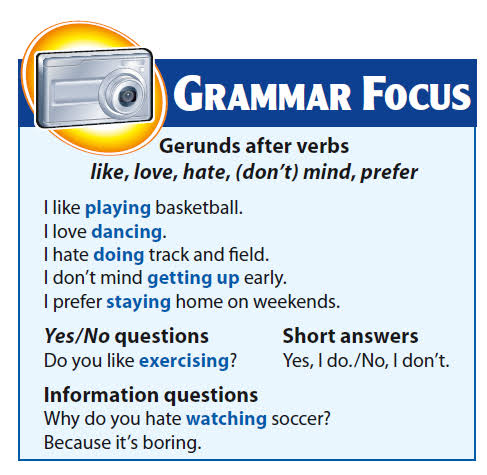 GRAMMAR FOCUS
Gerunds after verbs
like, love, hate, (don't) mind, prefer
I like playing basketball.
I love dancing.
I hate doing track and field.
I don't mind getting up early.
I prefer staying home on weekends.
Yes/No questions
Short answers
Do you like exercising?
Yes, I do./No, I don't.
Information questions
Why do you hate watching soccer?
Because it's boring.